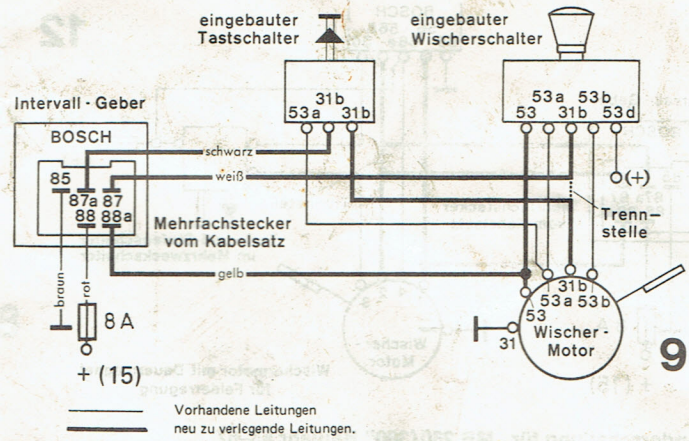 eingebauter
Tastschalter
eingebauter
Wischerschalter
31b
53a 31b
53a 53b
53 31b 53d
Intervall - Geber
BOSCH
85
87a 87
88 88a
schwarz
weiß
(+)
Trenn-
stelle
Mehrfachstecker
vom Kabelsatz
gelb
braun
rot
8A
+ (15)
31b
53a 53b
53
31
Wischer-
Motor
9
Vorhandene Leitungen
neu zu verlegende Leitungen.